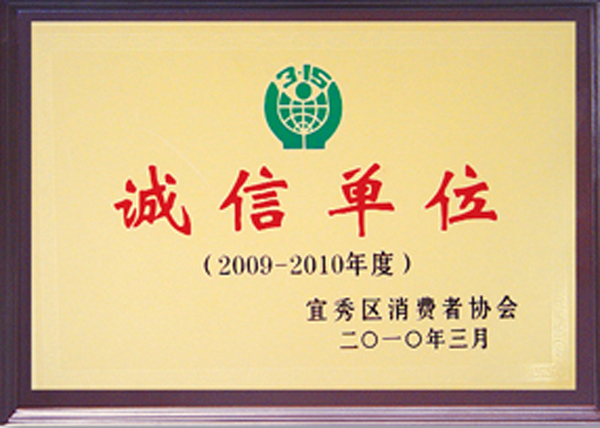 3·15
诚信单位
（2009-2010年度）
宜秀区消费者协会
二〇一〇年三月